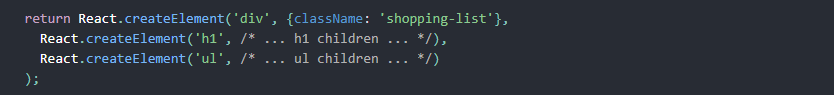 return React.createElement('div', {className: 'shopping-list'},
  React.createElement('h1', /* ... h1 children ... */),
  React.createElement('ul', /* ... ul children ... */)
);